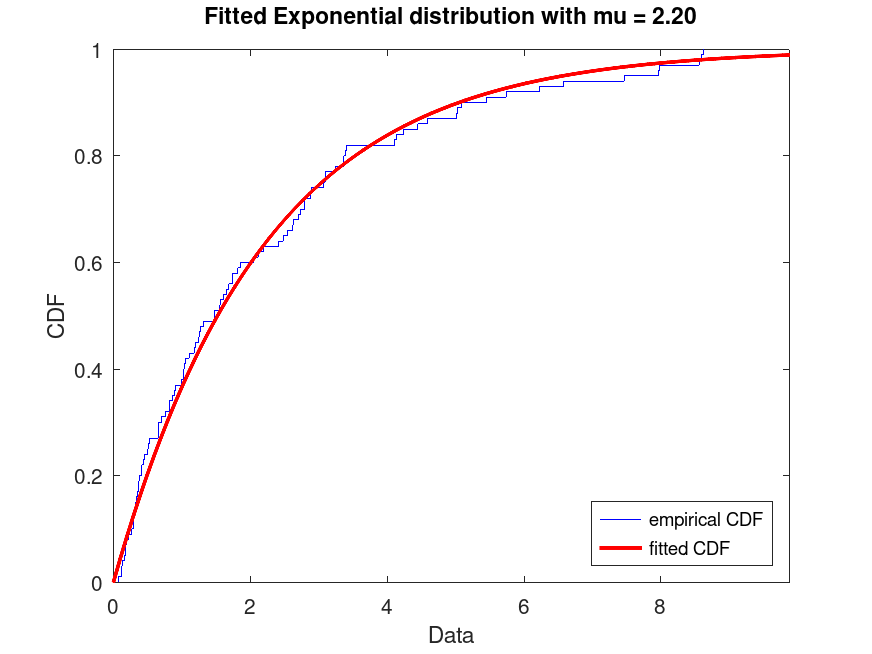 Fitted Exponential distribution with mu = 2.20
1
0.8
0.6
0.4
0.2
0
CDF
0 2 4 6 8
Data
empirical CDF
fitted CDF